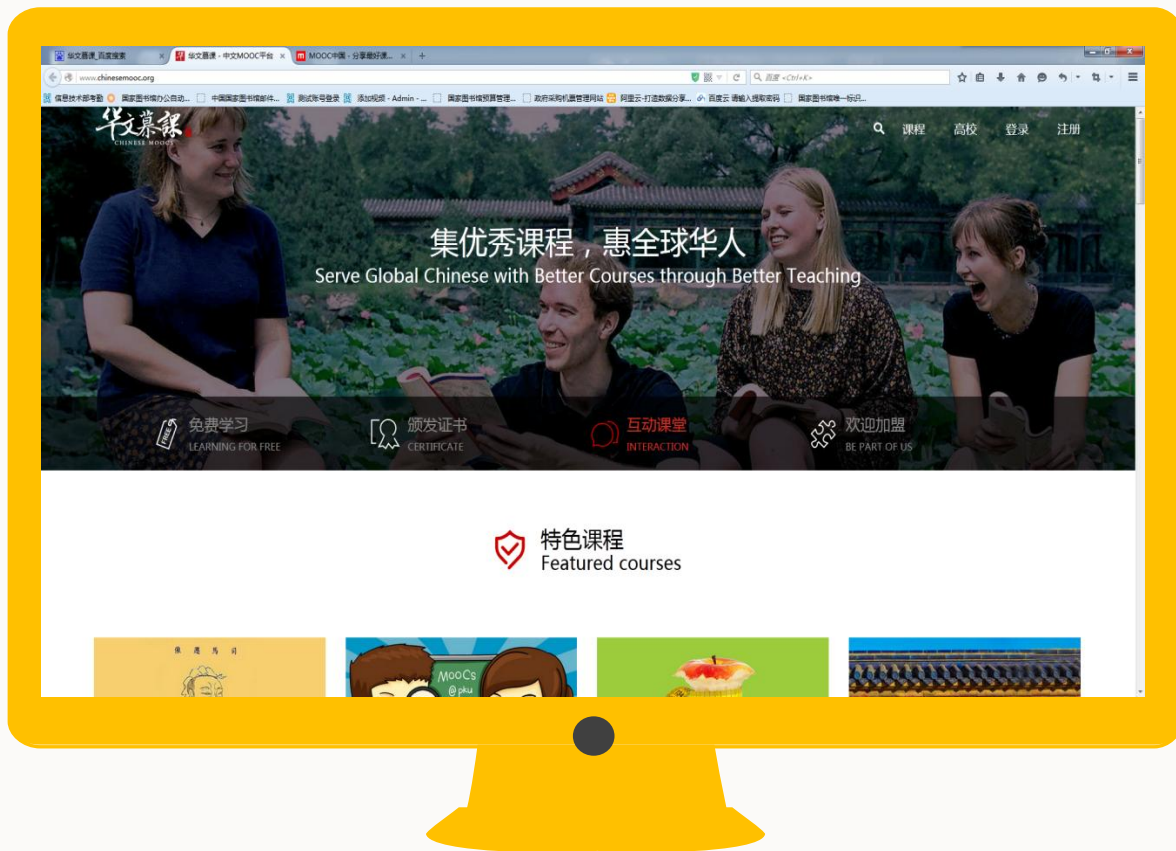 华文慕课_百度搜索
华文慕课 - 中文MOOC平台
MOOC中国 - 分享最好课...
www.chinesemooc.org
百度 <Ctrl+K>
信息技术部考勤
国家图书馆办公自动...
中国国家图书馆邮件...
测试账号登录
添加视频 - Admin - ...
国家图书馆预算管理...
政府采购机票管理网站
阿里云-打造数据分享...
百度云 请输入提取密码
国家图书馆唯一标识...
华文慕課
CHINESE MOOCS
课程
高校
登录
注册
集优秀课程，惠全球华人
Serve Global Chinese with Better Courses through Better Teaching
FREE
免费学习
LEARNING FOR FREE
颁发证书
CERTIFICATE
互动课堂
INTERACTION
欢迎加盟
BE PART OF US
特色课程
Featured courses
像遷馬司
MOOCs
@ pku